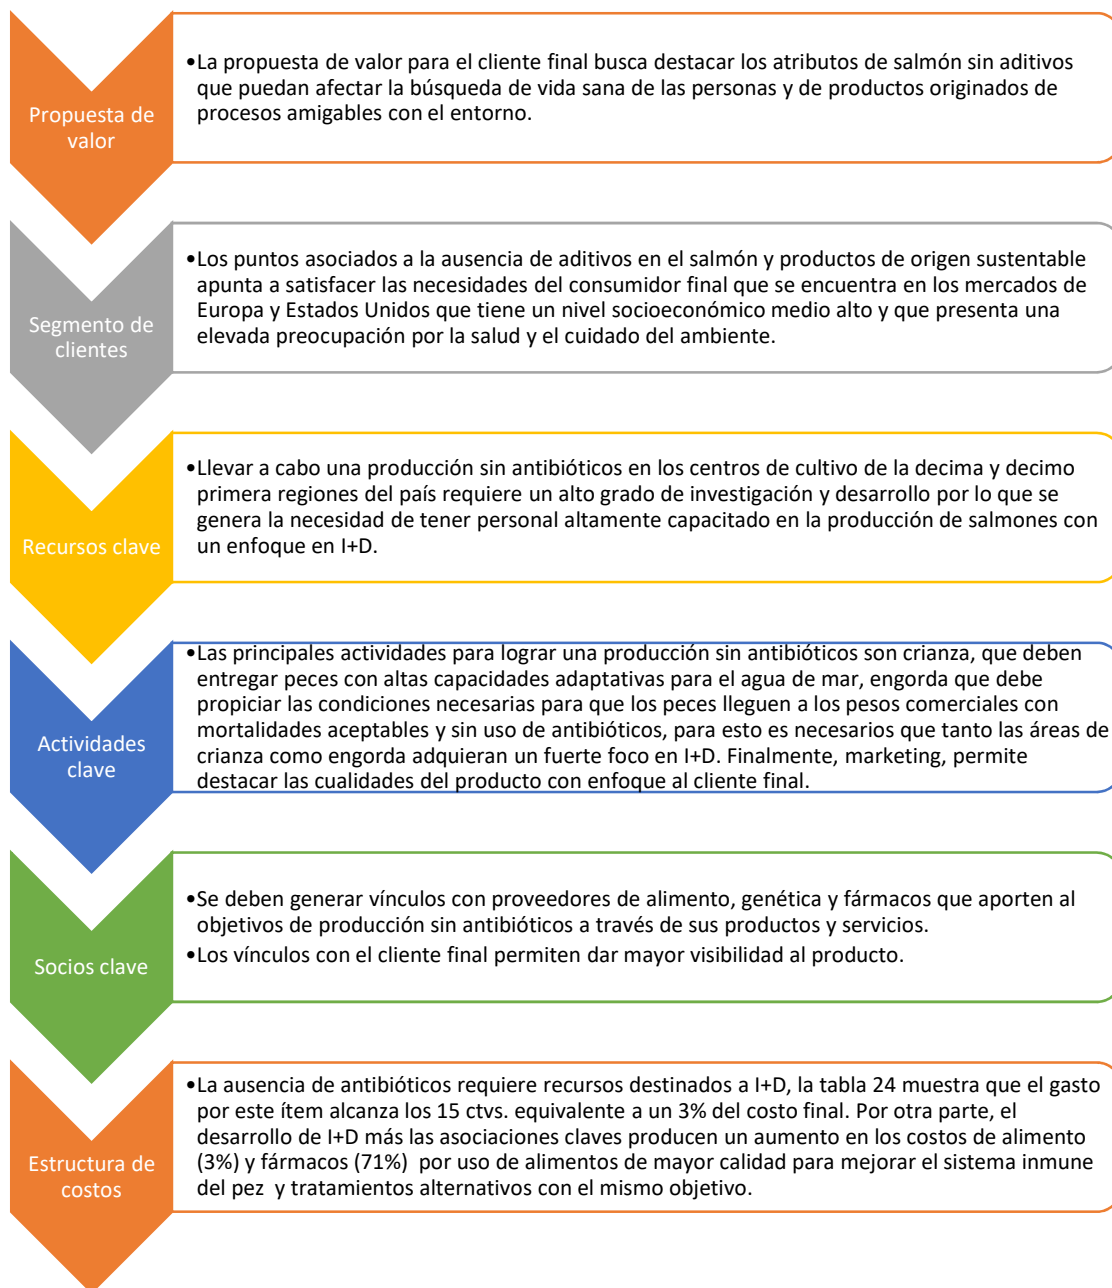 Propuesta de
valor
•La propuesta de valor para el cliente final busca destacar los atributos de salmón sin aditivos
que puedan afectar la búsqueda de vida sana de las personas y de productos originados de
procesos amigables con el entorno.
Segmento de
clientes
•Los puntos asociados a la ausencia de aditivos en el salmón y productos de origen sustentable
apunta a satisfacer las necesidades del consumidor final que se encuentra en los mercados de
Europa y Estados Unidos que tiene un nivel socioeconómico medio alto y que presenta una
elevada preocupación por la salud y el cuidado del ambiente.
Recursos clave
•Llevar a cabo una producción sin antibióticos en los centros de cultivo de la decima y decimo
primera regiones del país requiere un alto grado de investigación y desarrollo por lo que se
genera la necesidad de tener personal altamente capacitado en la producción de salmones con
un enfoque en I+D.
Actividades
clave
•Las principales actividades para lograr una producción sin antibióticos son crianza, que deben
entregar peces con altas capacidades adaptativas para el agua de mar, engorda que debe
propiciar las condiciones necesarias para que los peces lleguen a los pesos comerciales con
mortalidades aceptables y sin uso de antibióticos, para esto es necesarios que tanto las áreas de
crianza como engorda adquieran un fuerte foco en I+D. Finalmente, marketing, permite
destacar las cualidades del producto con enfoque al cliente final.
Socios clave
•Se deben generar vínculos con proveedores de alimento, genética y fármacos que aporten al
objetivos de producción sin antibióticos a través de sus productos y servicios.
•Los vínculos con el cliente final permiten dar mayor visibilidad al producto.
Estructura de
costos
•La ausencia de antibióticos requiere recursos destinados a I+D, la tabla 24 muestra que el gasto
por este ítem alcanza los 15 ctvs. equivalente a un 3% del costo final. Por otra parte, el
desarrollo de I+D más las asociaciones claves producen un aumento en los costos de alimento
(3%) y fármacos (71%) por uso de alimentos de mayor calidad para mejorar el sistema inmune
del pez y tratamientos alternativos con el mismo objetivo.